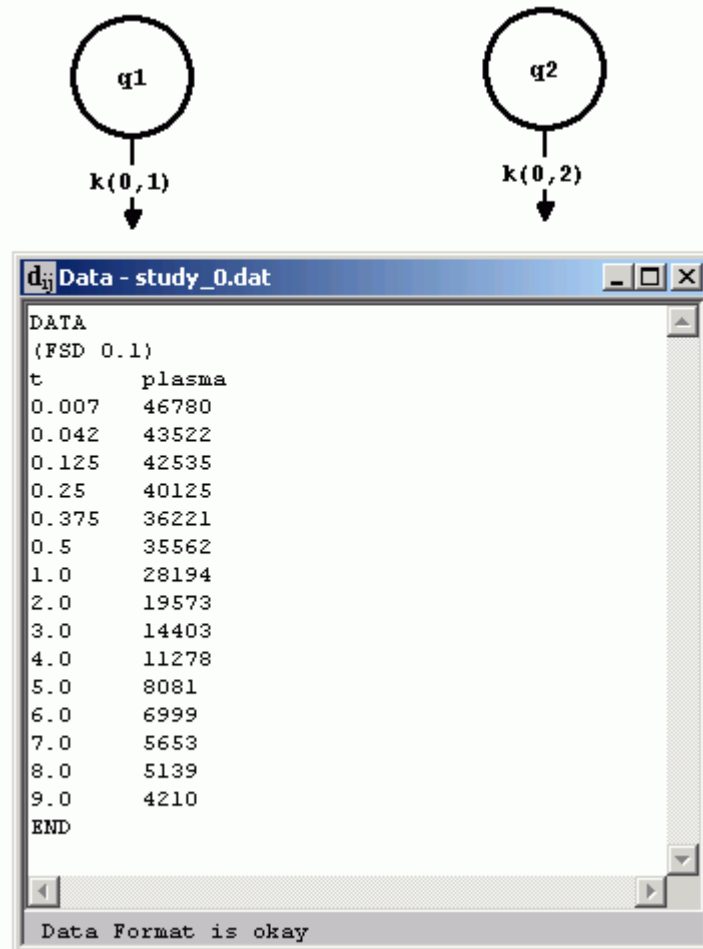 q1
q2
k(0,1)
k(0,2)
dij Data - study_0.dat
DATA
(FSD 0.1)
t plasma
0.007 46780
0.042 43522
0.125 42535
0.25 40125
0.375 36221
0.5 35562
1.0 28194
2.0 19573
3.0 14403
4.0 11278
5.0 8081
6.0 6999
7.0 5653
8.0 5139
9.0 4210
END
Data Format is okay